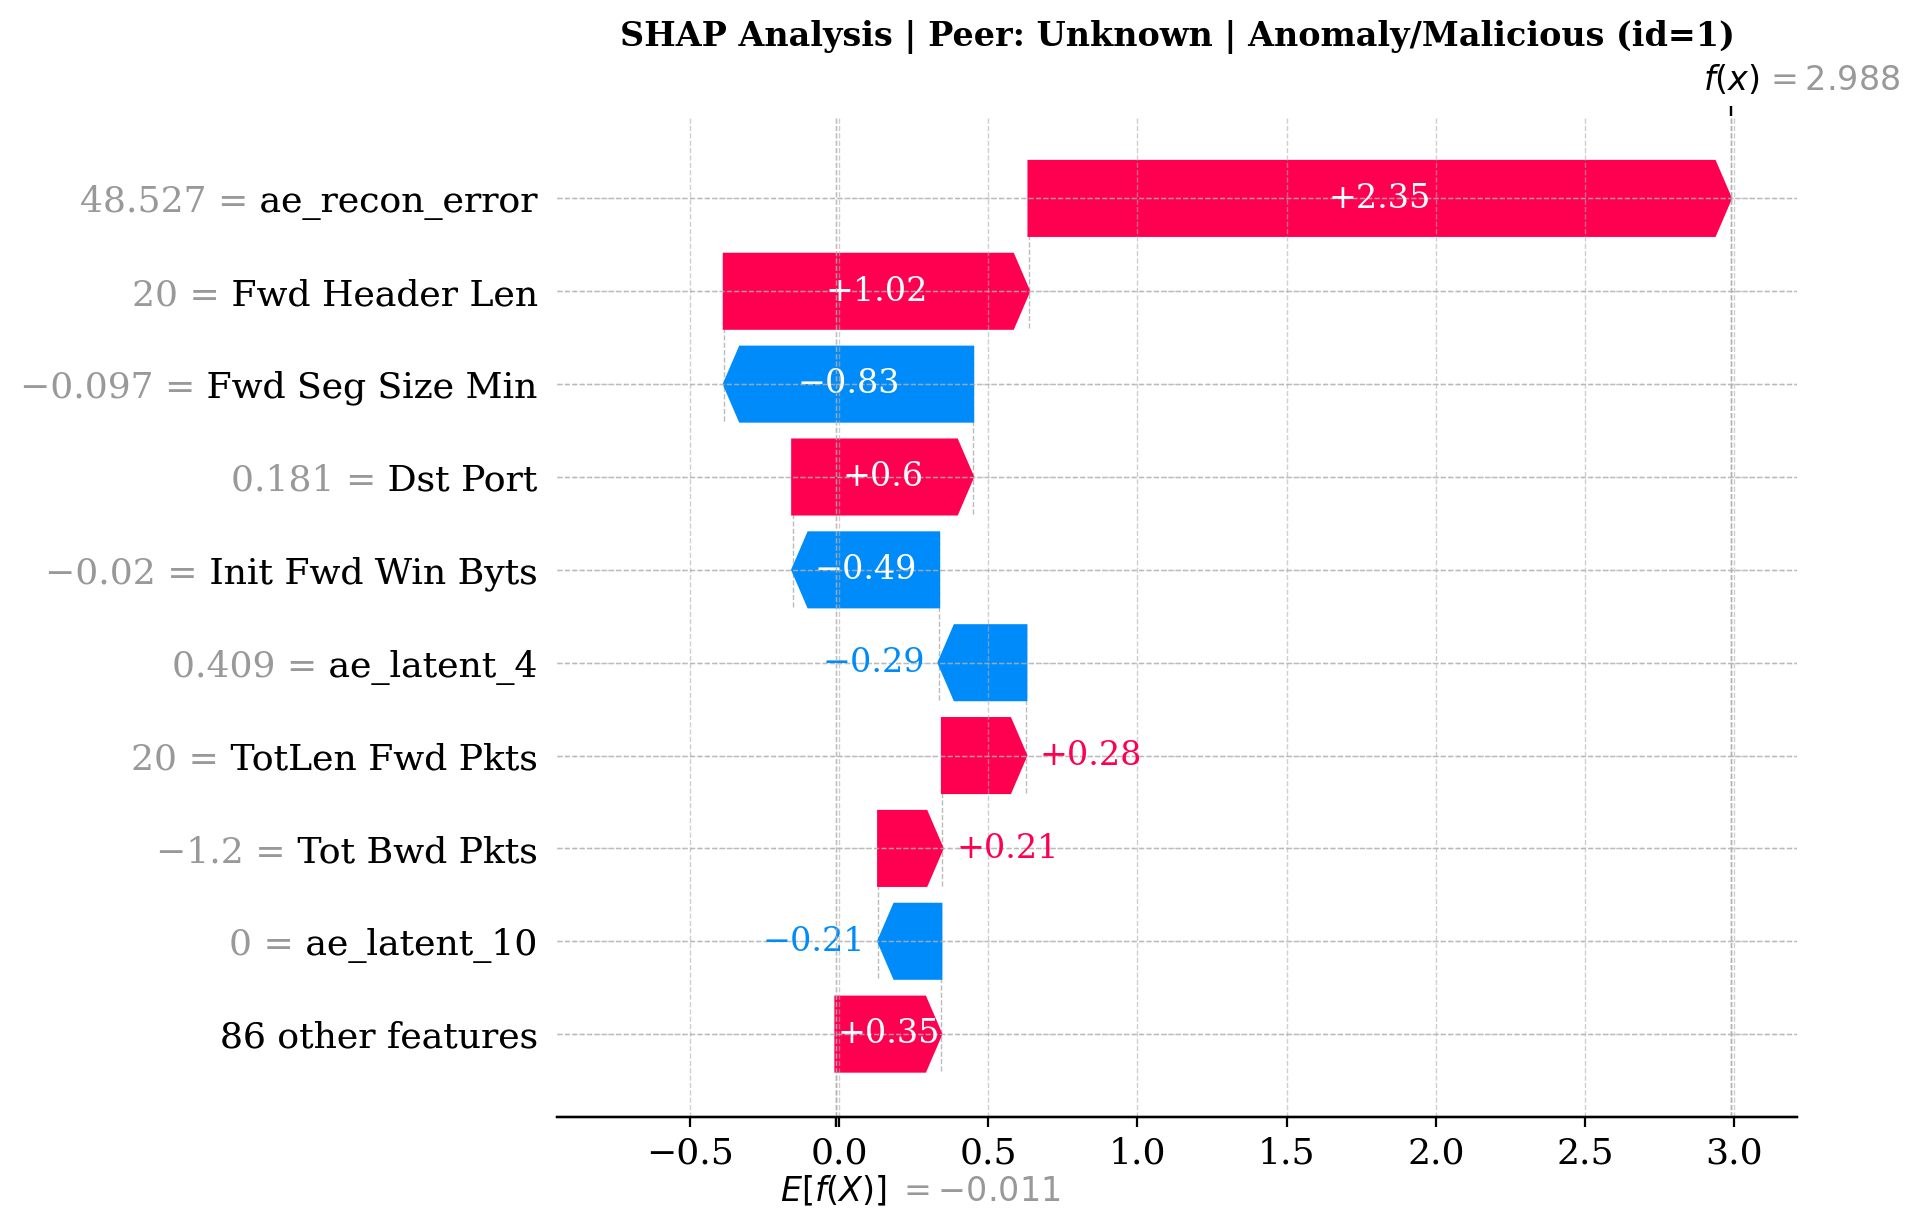 SHAP Analysis | Peer: Unknown | Anomaly/Malicious (id=1)
f(x) = 2.988
48.527 = ae_recon_error
+2.35
20 = Fwd Header Len
+1.02
−0.097 = Fwd Seg Size Min
−0.83
0.181 = Dst Port
+0.6
−0.02 = Init Fwd Win Byts
−0.49
0.409 = ae_latent_4
−0.29
20 = TotLen Fwd Pkts
+0.28
−1.2 = Tot Bwd Pkts
+0.21
0 = ae_latent_10
−0.21
86 other features
+0.35
−0.5 0.0 0.5 1.0 1.5 2.0 2.5 3.0
E[f(X)] = −0.011